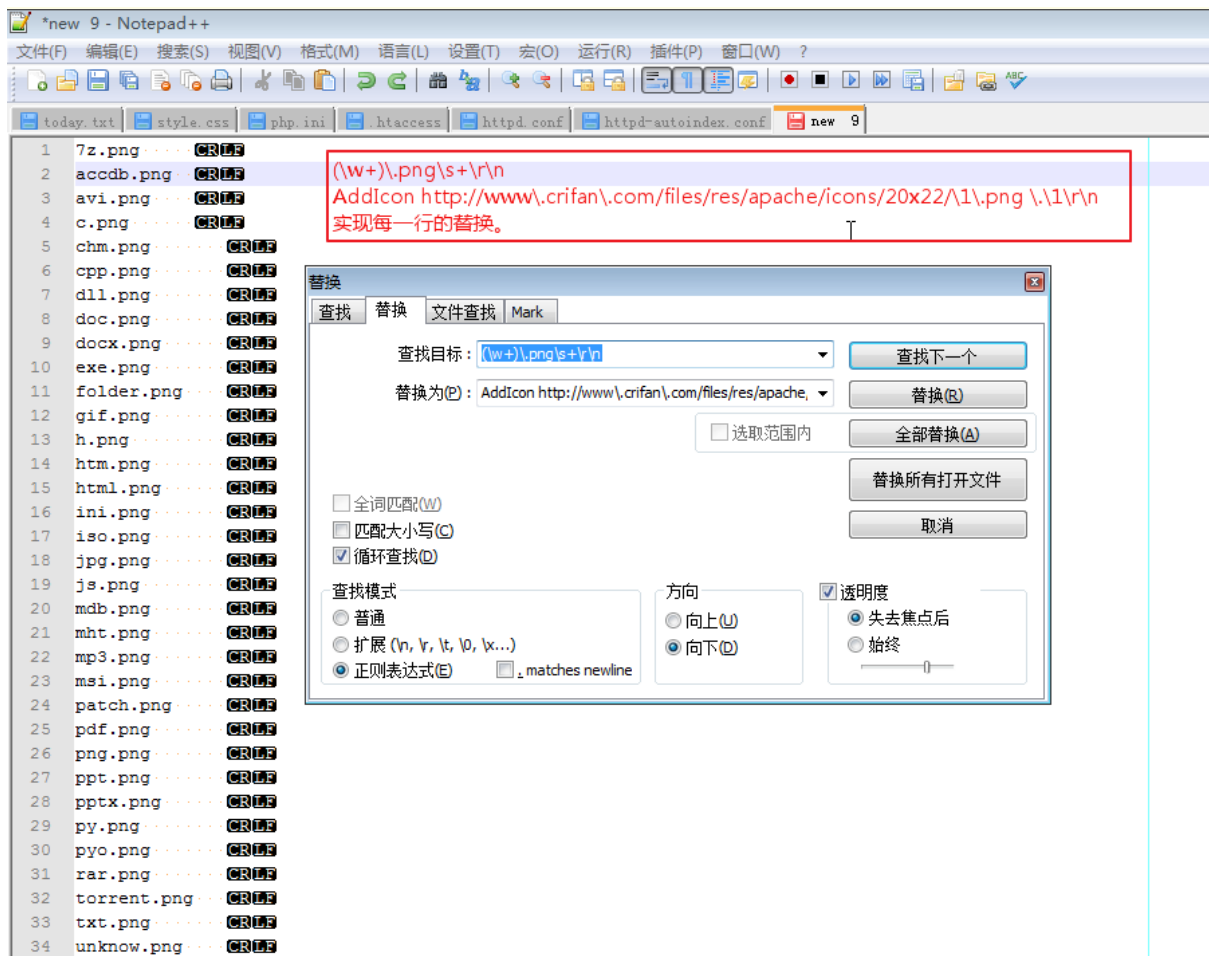 *new 9 - Notepad++
文件(F) 编辑(E) 搜索(S) 视图(V) 格式(M) 语言(L) 设置(T) 宏(O) 运行(R) 插件(P) 窗口(W) ?
today.txt style.css php.ini .htaccess httpd.conf httpd-autoindex.conf new 9
1 7z.png CRLF
2 accdb.png CRLF
3 avi.png CRLF
4 c.png CRLF
5 chm.png CRLF
6 cpp.png CRLF
7 dll.png CRLF
8 doc.png CRLF
9 docx.png CRLF
10 exe.png CRLF
11 folder.png CRLF
12 gif.png CRLF
13 h.png CRLF
14 htm.png CRLF
15 html.png CRLF
16 ini.png CRLF
17 iso.png CRLF
18 jpg.png CRLF
19 js.png CRLF
20 mdb.png CRLF
21 mht.png CRLF
22 mp3.png CRLF
23 msi.png CRLF
24 patch.png CRLF
25 pdf.png CRLF
26 png.png CRLF
27 ppt.png CRLF
28 pptx.png CRLF
29 py.png CRLF
30 pyo.png CRLF
31 rar.png CRLF
32 torrent.png CRLF
33 txt.png CRLF
34 unknow.png CRLF
(\w+)\.png\s+\r\n
AddIcon http://www\.crifan\.com/files/res/apache/icons/20x22/\1\.png \.\1\r\n
实现每一行的替换。
替换
查找 替换 文件查找 Mark
查找目标： (\w+)\.png\s+\r\n 查找下一个
替换为(P)： AddIcon http://www\.crifan\.com/files/res/apache, 替换(R)
选取范围内 全部替换(A)
替换所有打开文件
全词匹配(W)
取消
匹配大小写(C)
循环查找(D)
查找模式 方向 透明度
普通 向上(U) 失去焦点后
扩展 (\n, \r, \t, \0, \x...) 向下(D) 始终
正则表达式(E) . matches newline